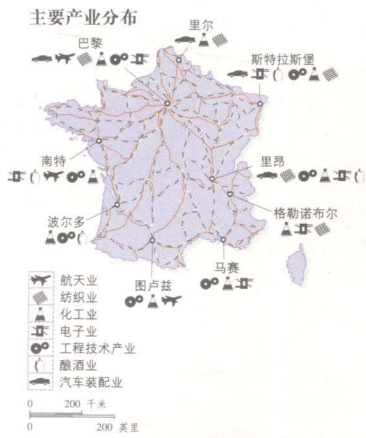 主要产业分布
里尔
巴黎
斯特拉斯堡
南特
里昂
格勒诺布尔
波尔多
马赛
图卢兹
航天业
纺织业
化工业
电子业
工程技术产业
酿酒业
汽车装配业
0 200 千米
0 200 英里